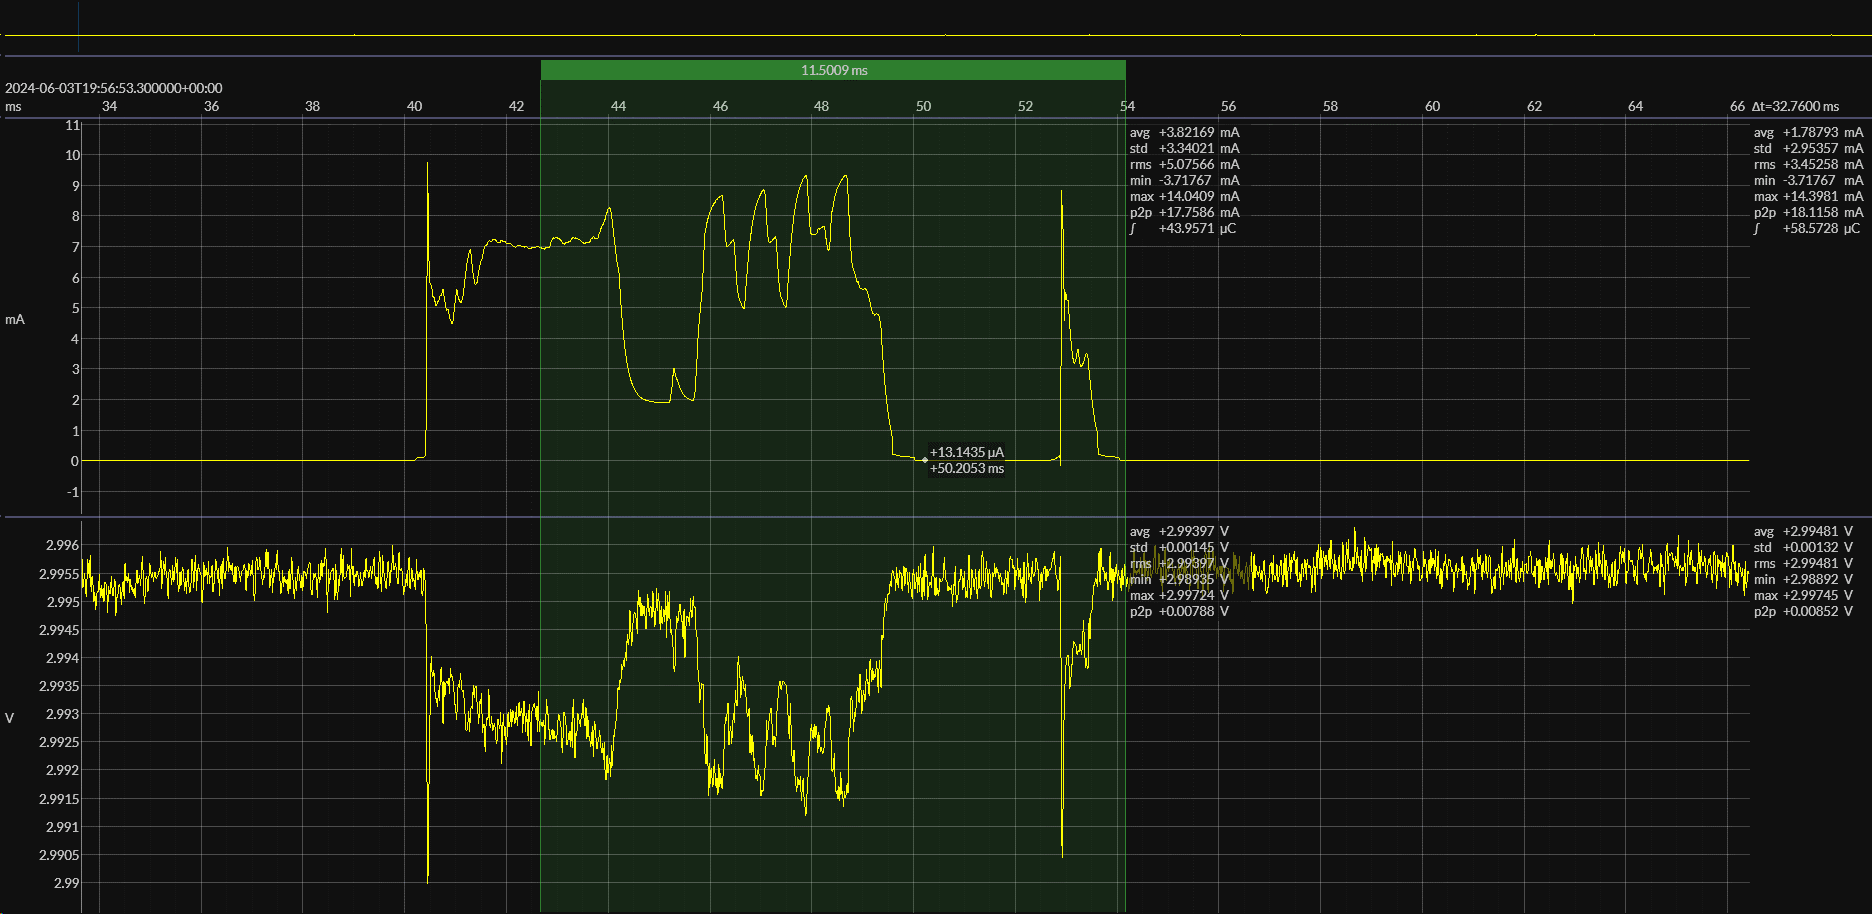 11.5009 ms
2024-06-03T19:56:53.300000+00:00
ms 34 36 38 40 42 44 46 48 50 52 54 56 58 60 62 64 66 Δt=32.7600 ms
11
10
9
8
7
6
5
4
3
2
1
0
-1
mA
avg +3.82169 mA
std +3.34021 mA
rms +5.07566 mA
min -3.71767 mA
max +14.0409 mA
p2p +17.7586 mA
∫ +43.9571 µC
avg +1.78793 mA
std +2.95357 mA
rms +3.45258 mA
min -3.71767 mA
max +14.3981 mA
p2p +18.1158 mA
∫ +58.5728 µC
+13.1435 µA
+50.2053 ms
2.996
2.9955
2.995
2.9945
2.994
2.9935
2.993
2.9925
2.992
2.9915
2.991
2.9905
2.99
V
avg +2.99397 V
std +0.00145 V
rms +2.99397 V
min +2.98935 V
max +2.99724 V
p2p +0.00788 V
avg +2.99481 V
std +0.00132 V
rms +2.99481 V
min +2.98892 V
max +2.99745 V
p2p +0.00852 V